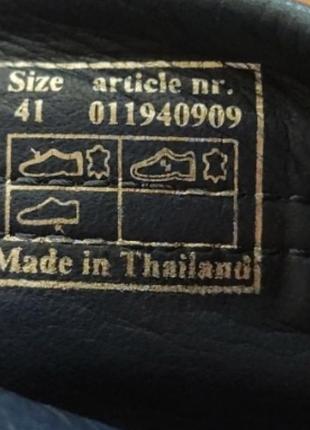 Size article nr.
41 011940909
Made in Thailand